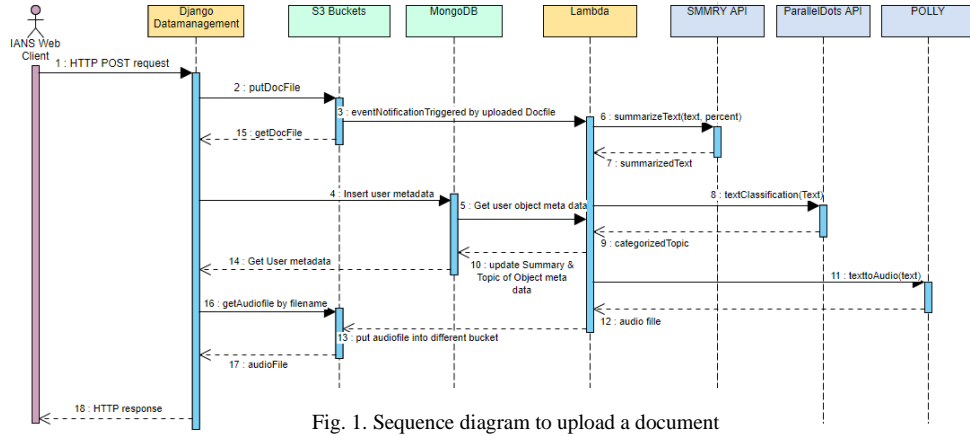 IANS Web
Client
Django
Datamanagement
S3 Buckets
MongoDB
Lambda
SMMRY API
ParallelDots API
POLLY
1 : HTTP POST request
2 : putDocFile
3 : eventNotificationTriggered by uploaded Docfile
6 : summarizeText(text, percent)
15 : getDocFile
7 : summarizedText
4 : Insert user metadata
5 : Get user object meta data
8 : textClassification(Text)
9 : categorizedTopic
14 : Get User metadata
10 : update Summary &
Topic of Object meta
data
11 : texttoAudio(text)
16 : getAudiofile by filename
12 : audio fille
13 : put audiofile into different bucket
17 : audioFile
18 : HTTP response
Fig. 1. Sequence diagram to upload a document